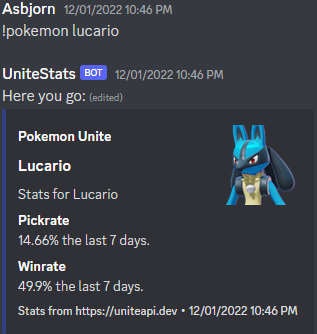 Asbjorn 12/01/2022 10:46 PM
!pokemon lucario
UniteStats BOT 12/01/2022 10:46 PM
Here you go: (edited)
Pokemon Unite
Lucario
Stats for Lucario
Pickrate
14.66% the last 7 days.
Winrate
49.9% the last 7 days.
Stats from https://uniteapi.dev • 12/01/2022 10:46 PM